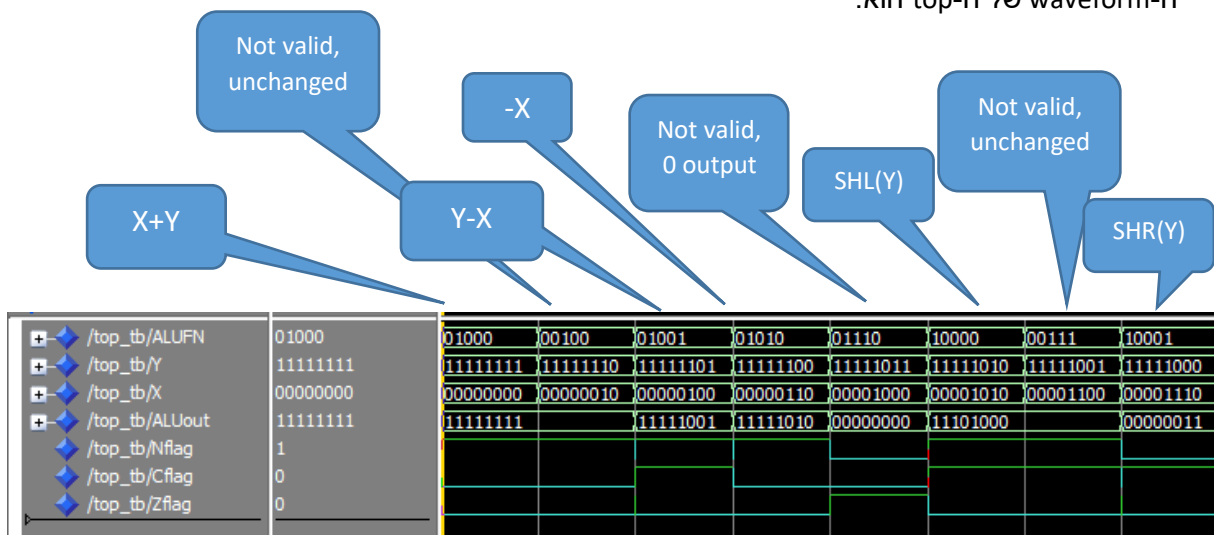 .היא top-ה של waveform-ה
Not valid,
unchanged
-X
Not valid,
0 output
SHL(Y)
Not valid,
unchanged
X+Y
Y-X
SHR(Y)
/top_tb/ALUFN 01000 01000 00100 01001 01010 01110 10000 00111 10001
/top_tb/Y 11111111 11111111 11111110 11111101 11111100 11111011 11111010 11111001 11111000
/top_tb/X 00000000 00000000 00000010 00000100 00000110 00001000 00001010 00001100 00001110
/top_tb/ALUout 11111111 11111111 11111001 11111010 00000000 11101000 00000011
/top_tb/Nflag 1
/top_tb/Cflag 0
/top_tb/Zflag 0